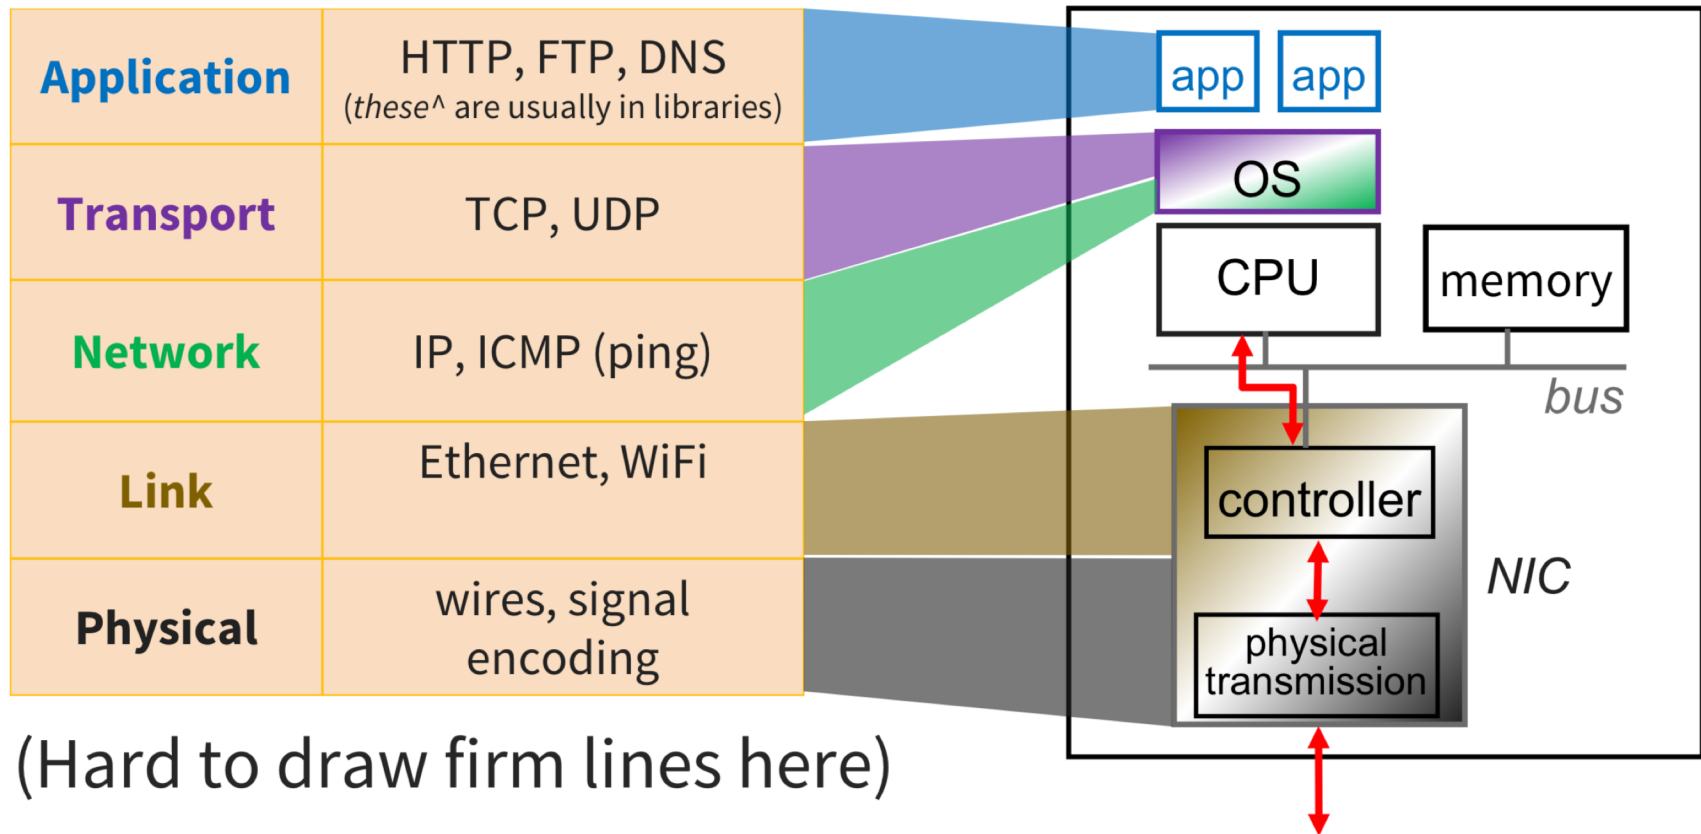 Application
HTTP, FTP, DNS
(these^ are usually in libraries)
Transport
TCP, UDP
Network
IP, ICMP (ping)
Link
Ethernet, WiFi
Physical
wires, signal
encoding
(Hard to draw firm lines here)
app
app
OS
CPU
memory
bus
controller
NIC
physical
transmission